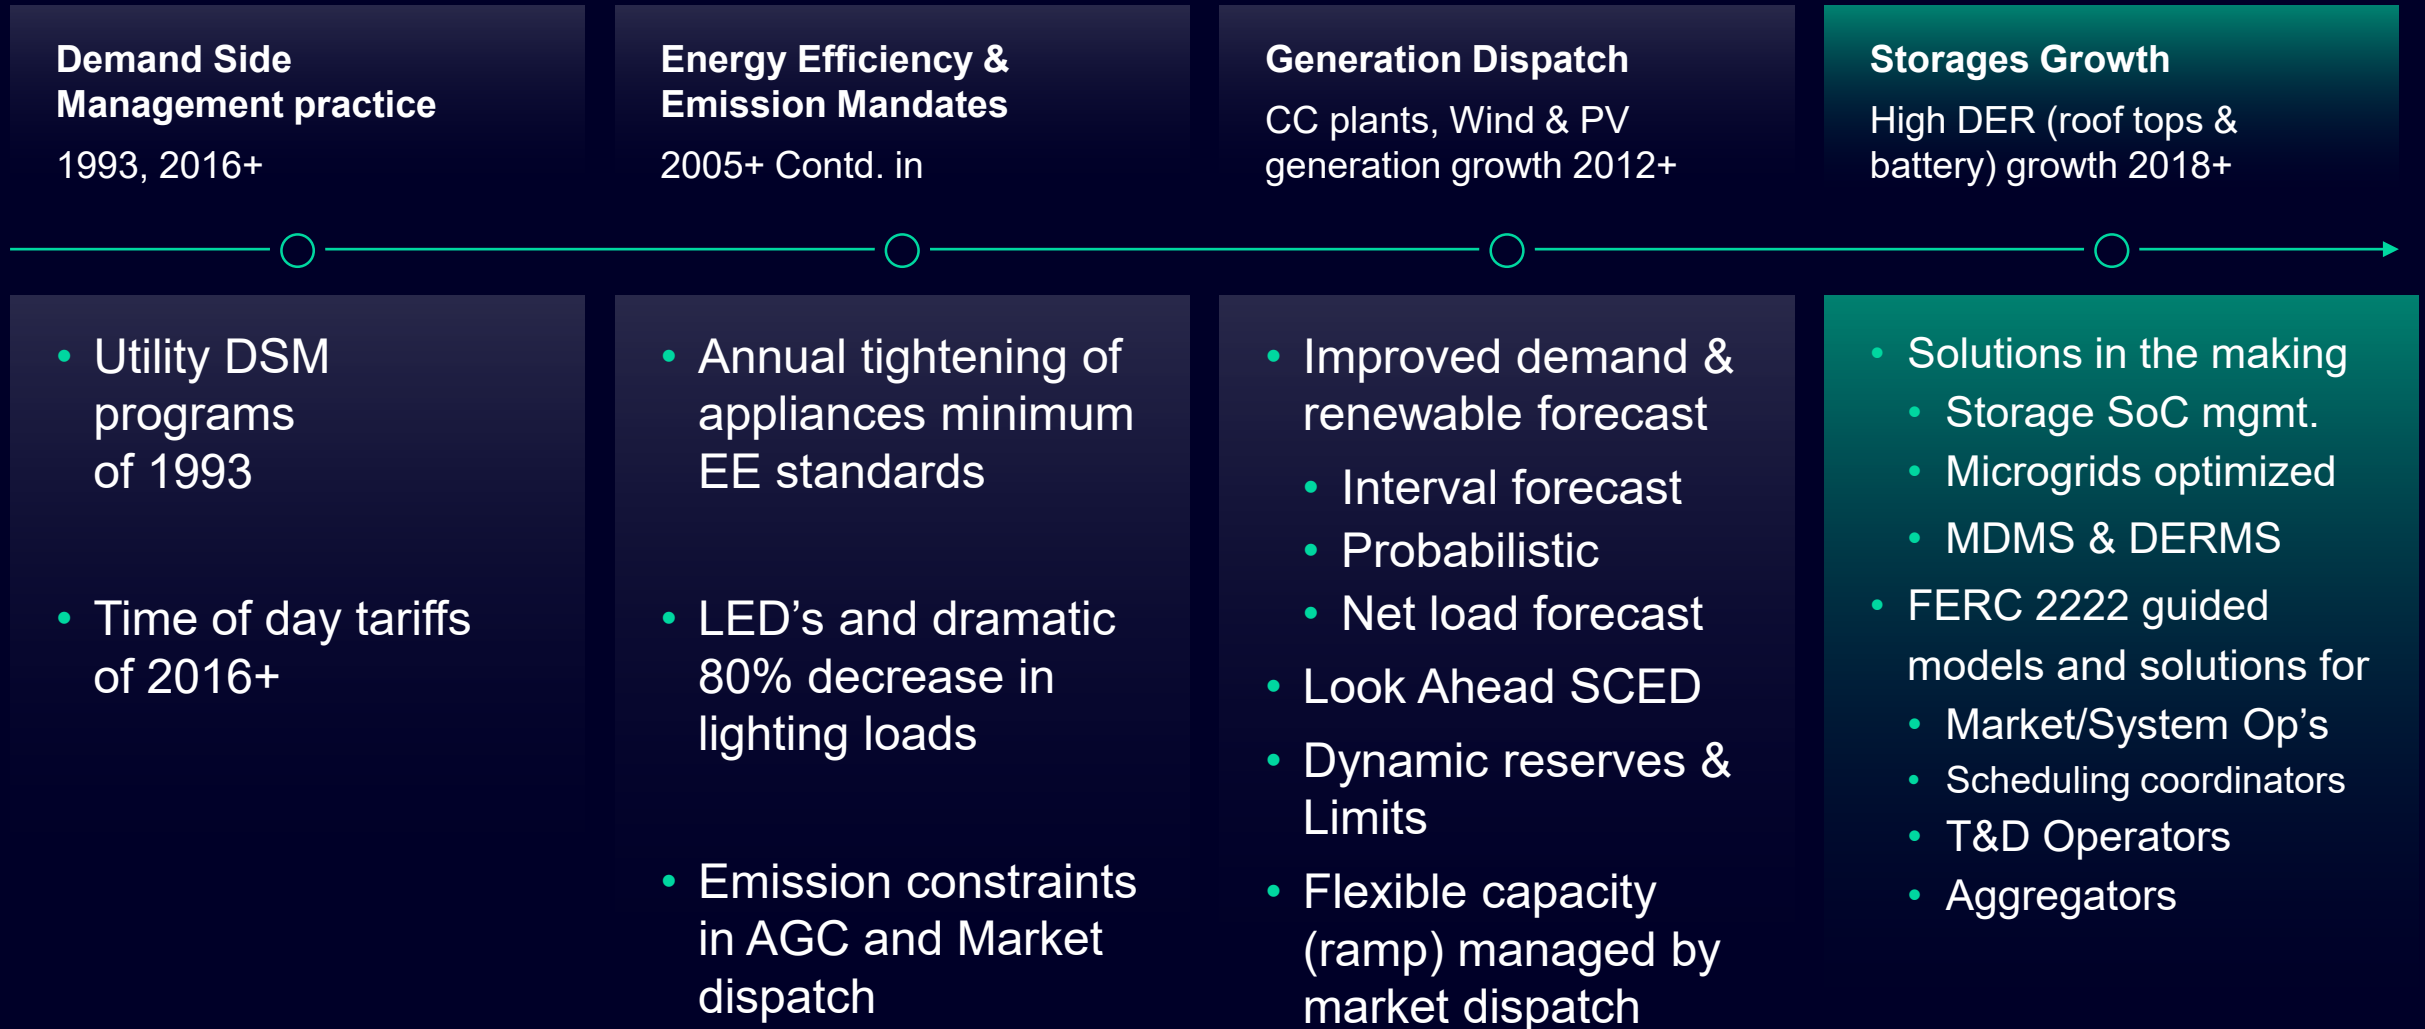 Demand Side
Management practice
1993, 2016+
Energy Efficiency &
Emission Mandates
2005+ Contd. in
Generation Dispatch
CC plants, Wind & PV
generation growth 2012+
Storages Growth
High DER (roof tops &
battery) growth 2018+
• Utility DSM
programs
of 1993
• Time of day tariffs
of 2016+
• Annual tightening of
appliances minimum
EE standards
• LED’s and dramatic
80% decrease in
lighting loads
• Emission constraints
in AGC and Market
dispatch
• Improved demand &
renewable forecast
• Interval forecast
• Probabilistic
• Net load forecast
• Look Ahead SCED
• Dynamic reserves &
Limits
• Flexible capacity
(ramp) managed by
market dispatch
• Solutions in the making
• Storage SoC mgmt.
• Microgrids optimized
• MDMS & DERMS
• FERC 2222 guided
models and solutions for
• Market/System Op’s
• Scheduling coordinators
• T&D Operators
• Aggregators